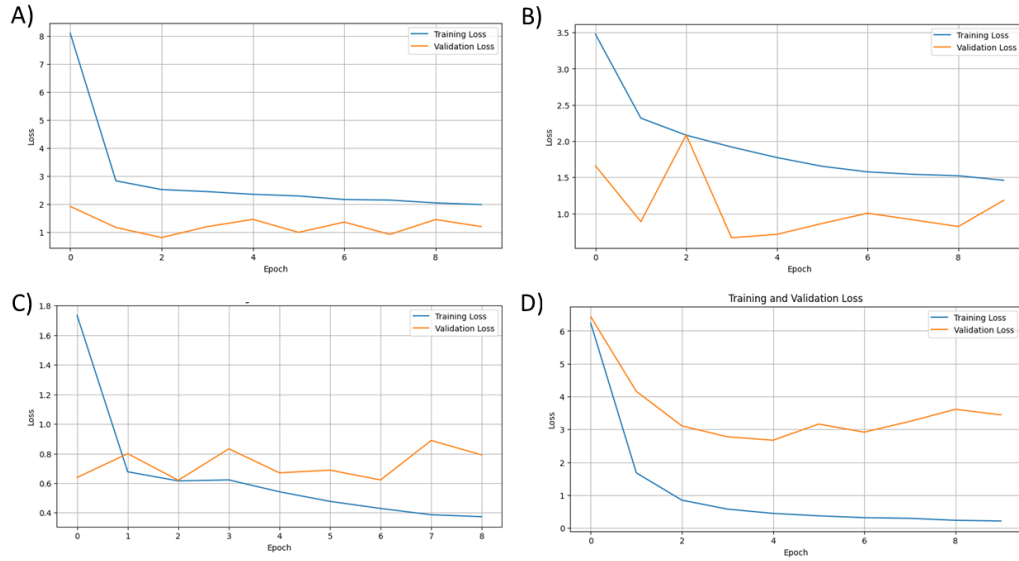 A)
8
7
6
5
4
3
2
1
Loss
0 2 4 6 8
Epoch
Training Loss
Validation Loss
B)
3.5
3.0
2.5
2.0
1.5
1.0
Loss
0 2 4 6 8
Epoch
Training Loss
Validation Loss
C)
1.8
1.6
1.4
1.2
1.0
0.8
0.6
0.4
Loss
0 1 2 3 4 5 6 7 8
Epoch
Training Loss
Validation Loss
D)
Training and Validation Loss
6
5
4
3
2
1
0
Loss
0 2 4 6 8
Epoch
Training Loss
Validation Loss